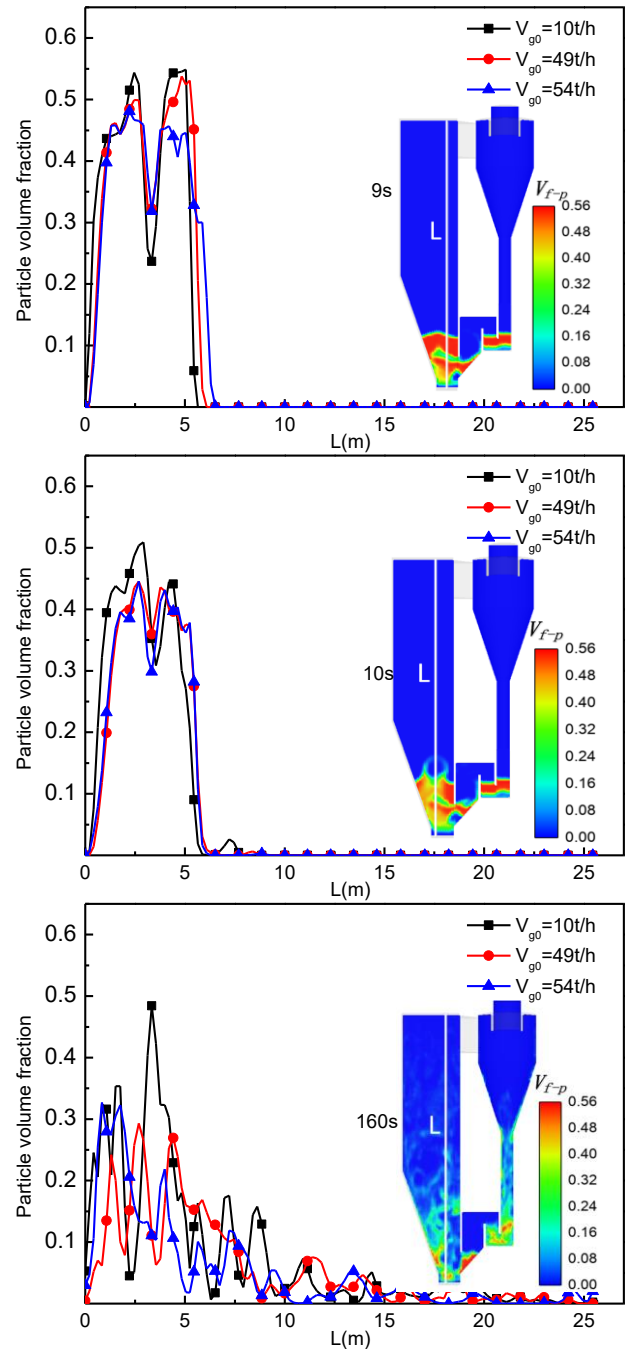 0.6
0.5
0.4
0.3
0.2
0.1
Particle volume fraction
V_g0=10t/h
V_g0=49t/h
V_g0=54t/h
9s
L
V_f-p
0.56
0.48
0.40
0.32
0.24
0.16
0.08
0.00
0 5 10 15 20 25
L(m)
0.6
0.5
0.4
0.3
0.2
0.1
Particle volume fraction
V_g0=10t/h
V_g0=49t/h
V_g0=54t/h
10s
L
V_f-p
0.56
0.48
0.40
0.32
0.24
0.16
0.08
0.00
0 5 10 15 20 25
L(m)
0.6
0.5
0.4
0.3
0.2
0.1
Particle volume fraction
V_g0=10t/h
V_g0=49t/h
V_g0=54t/h
160s
L
V_f-p
0.56
0.48
0.40
0.32
0.24
0.16
0.08
0.00
0 5 10 15 20 25
L(m)